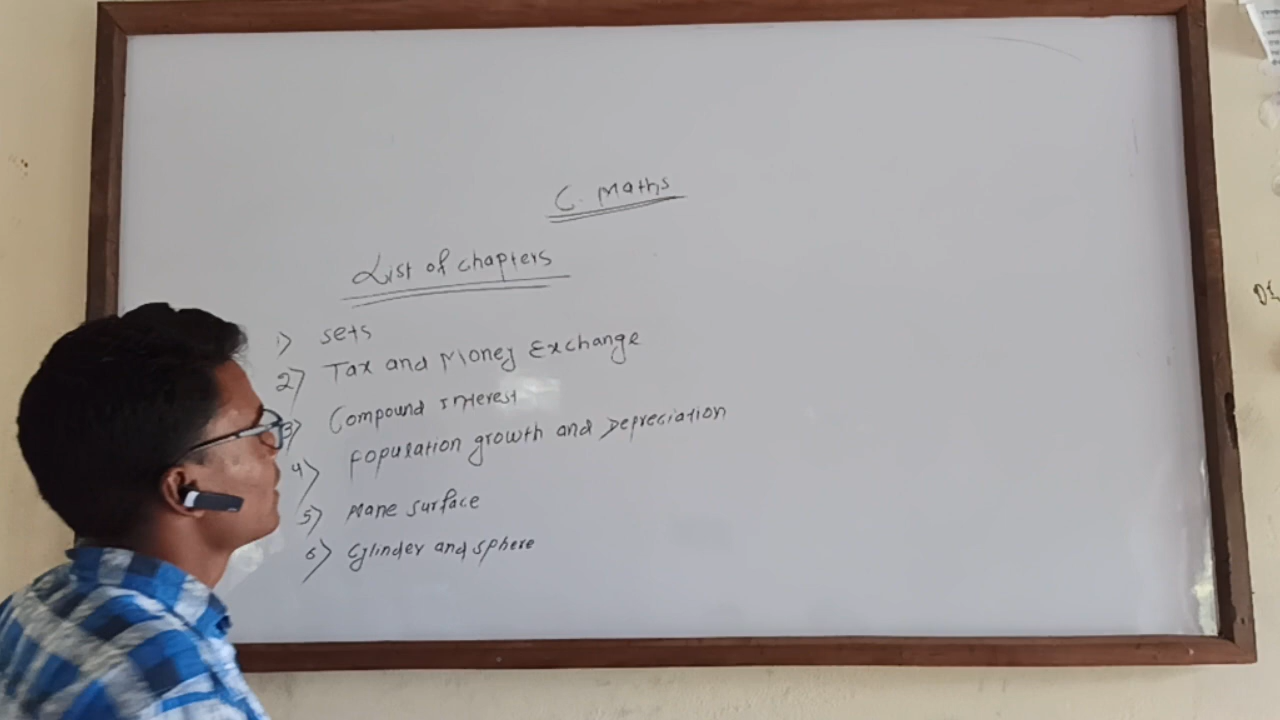 C. Maths
List of chapters
1) sets
2) Tax and Money Exchange
3) Compound Interest
4) Population growth and Depreciation
5) Plane surface
6) Cylinder and sphere